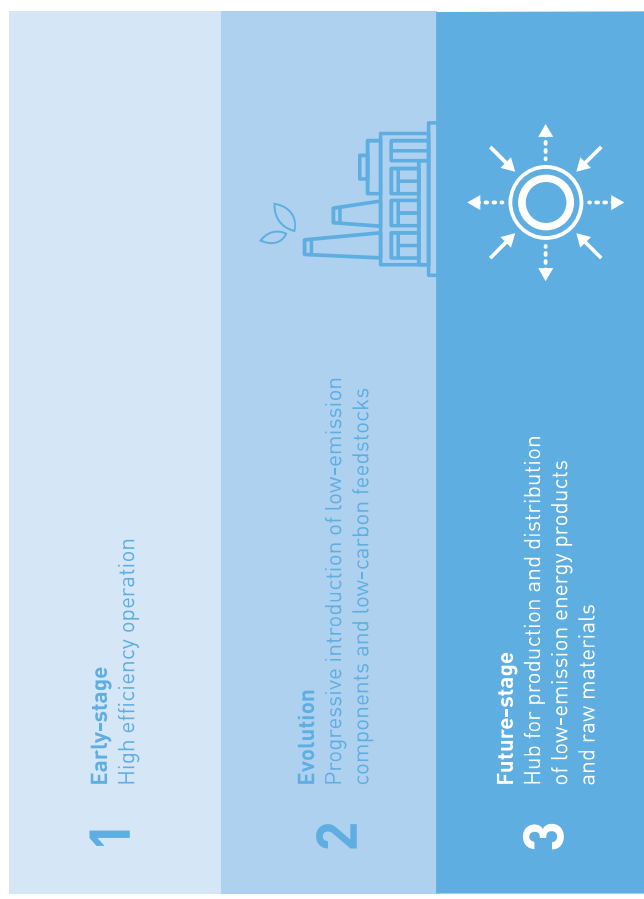 1
Early-stage
High efficiency operation
2
Evolution
Progressive introduction of low-emission
components and low-carbon feedstocks
3
Future-stage
Hub for production and distribution
of low-emission energy products
and raw materials